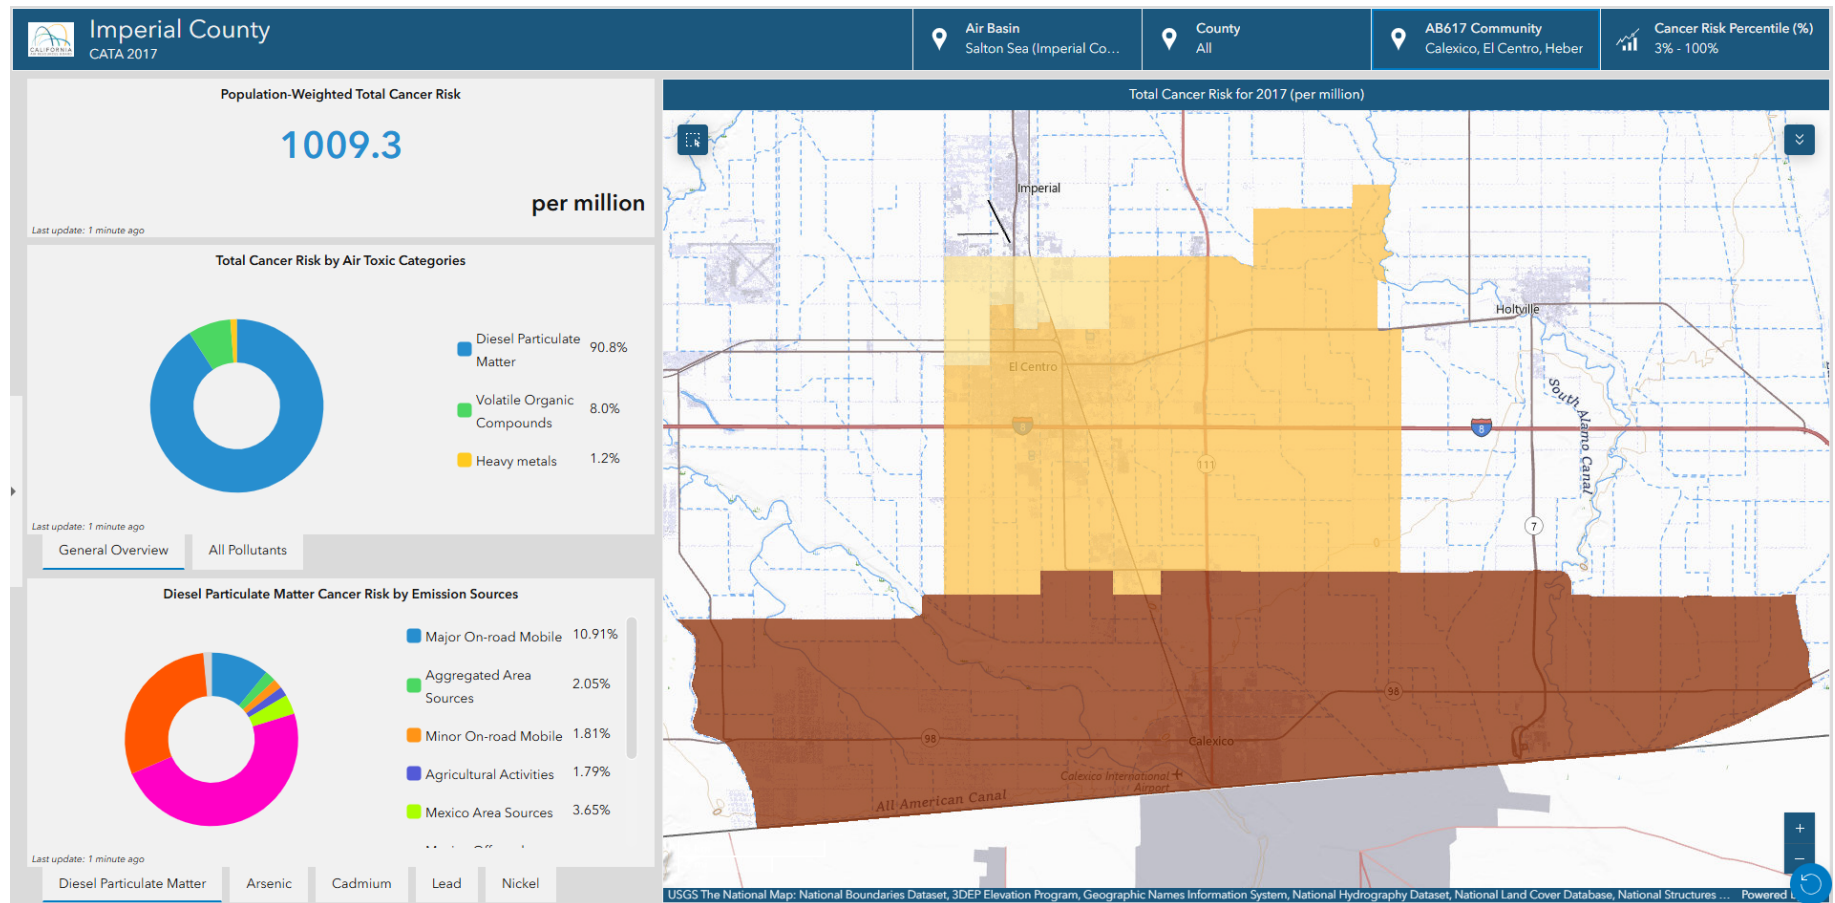 CALIFORNIA
Imperial County
CATA 2017
Air Basin
Salton Sea (Imperial Co...
County
All
AB617 Community
Calexico, El Centro, Heber
Cancer Risk Percentile (%)
3% - 100%
Population-Weighted Total Cancer Risk
1009.3
per million
Last update: 1 minute ago
Total Cancer Risk by Air Toxic Categories
Diesel Particulate
Matter
90.8%
Volatile Organic
Compounds
8.0%
Heavy metals
1.2%
Last update: 1 minute ago
General Overview
All Pollutants
Diesel Particulate Matter Cancer Risk by Emission Sources
Major On-road Mobile
10.91%
Aggregated Area
Sources
2.05%
Minor On-road Mobile
1.81%
Agricultural Activities
1.79%
Mexico Area Sources
3.65%
Last update: 1 minute ago
Diesel Particulate Matter
Arsenic
Cadmium
Lead
Nickel
Total Cancer Risk for 2017 (per million)
Imperial
Holtville
El Centro
8
8
111
South Alamo Canal
7
98
98
Calexico
Calexico International
Airport
All American Canal
+
−
USGS The National Map: National Boundaries Dataset, 3DEP Elevation Program, Geographic Names Information System, National Hydrography Dataset, National Land Cover Database, National Structures ...
Powered